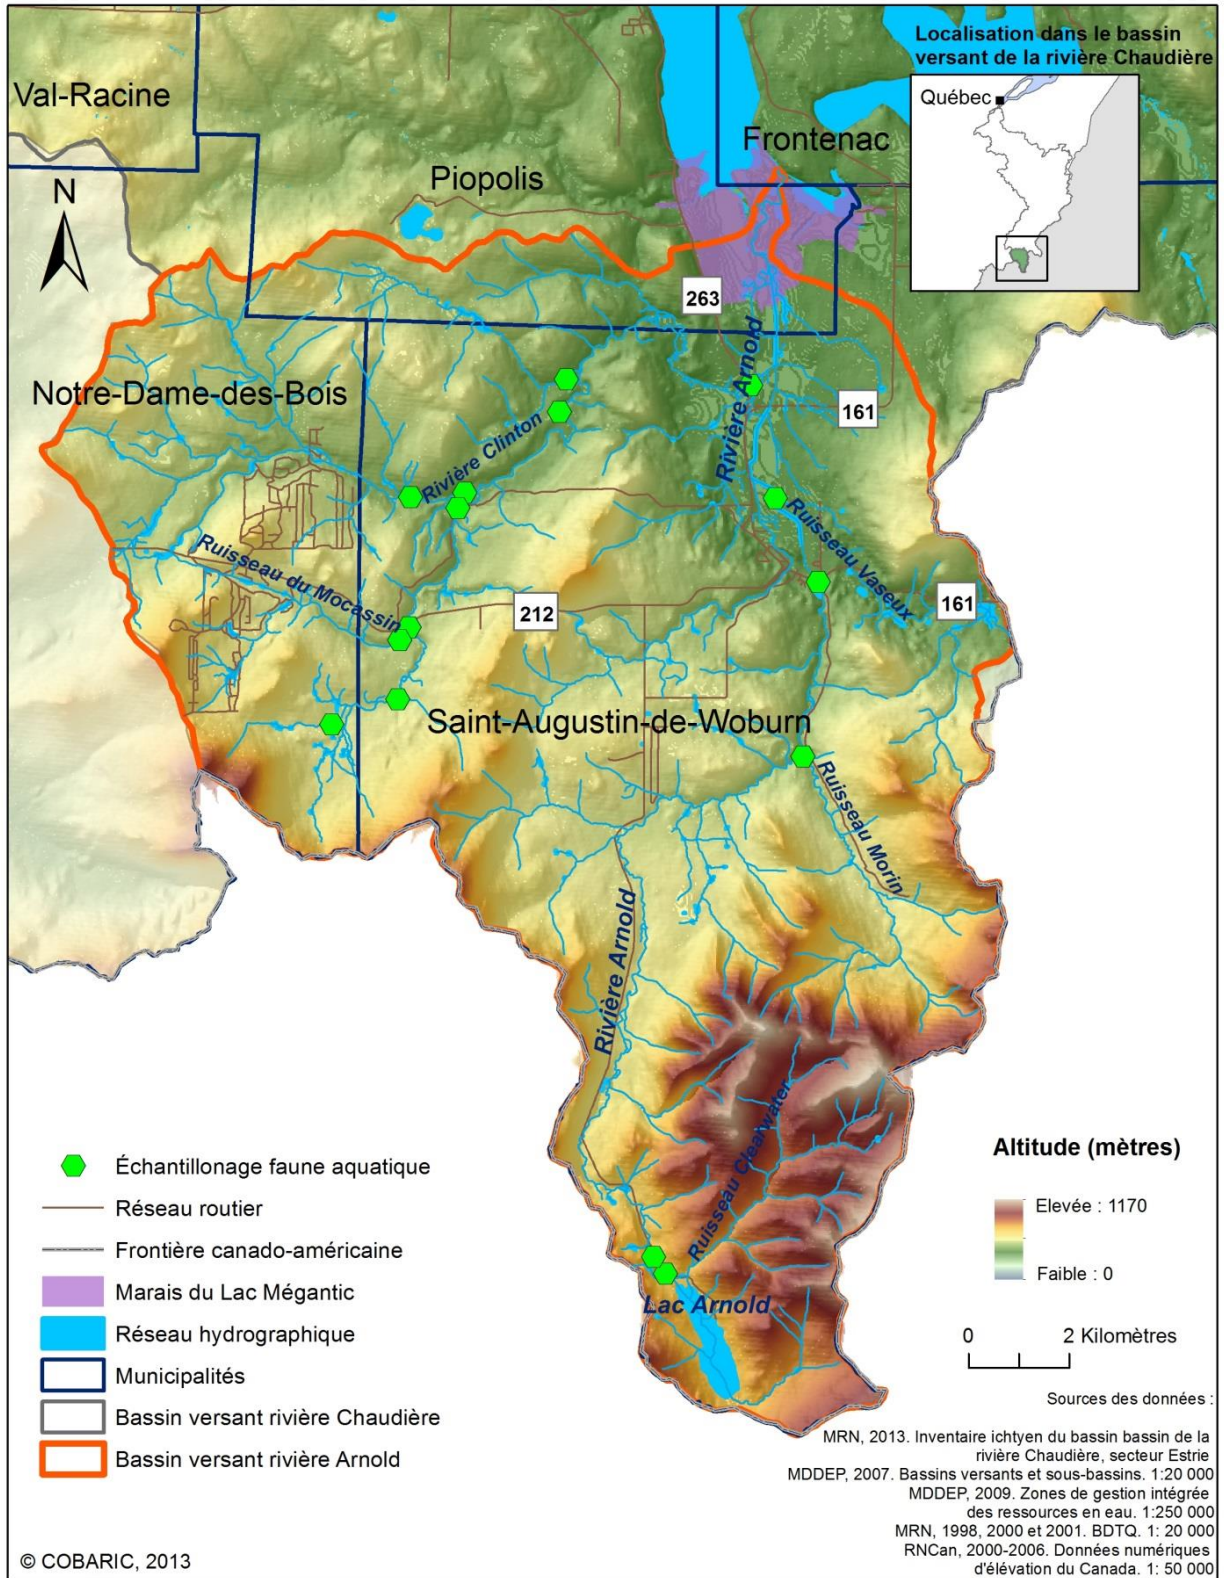 Localisation dans le bassin
versant de la rivière Chaudière
Québec
Val-Racine
Frontenac
Piopolis
N
263
Notre-Dame-des-Bois
Rivière Arnold
161
Rivière Clinton
Ruisseau Vaseux
Ruisseau du Mocassin
212
161
Saint-Augustin-de-Woburn
Ruisseau Morin
Rivière Arnold
Ruisseau Clearwater
Lac Arnold
Échantillonage faune aquatique
Réseau routier
Frontière canado-américaine
Marais du Lac Mégantic
Réseau hydrographique
Municipalités
Bassin versant rivière Chaudière
Bassin versant rivière Arnold
Altitude (mètres)
Elevée : 1170
Faible : 0
0 2 Kilomètres
Sources des données :
MRN, 2013. Inventaire ichtyen du bassin bassin de la
rivière Chaudière, secteur Estrie
MDDEP, 2007. Bassins versants et sous-bassins. 1:20 000
MDDEP, 2009. Zones de gestion intégrée
des ressources en eau. 1:250 000
MRN, 1998, 2000 et 2001. BDTQ. 1: 20 000
RNCan, 2000-2006. Données numériques
d'élévation du Canada. 1: 50 000
© COBARIC, 2013